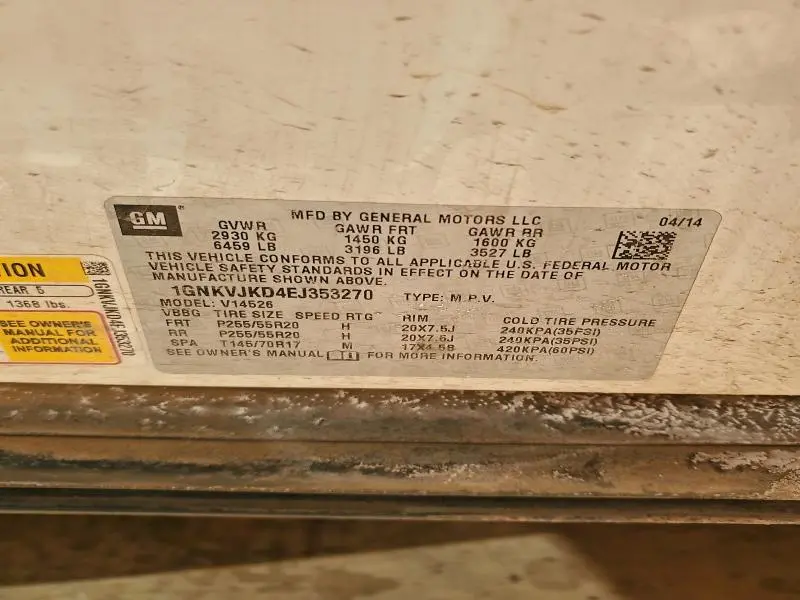 GM
MFD BY GENERAL MOTORS LLC
04/14
GVWR GAWR FRT GAWR RR
2930 KG 1450 KG 1600 KG
6459 LB 3196 LB 3527 LB
THIS VEHICLE CONFORMS TO ALL APPLICABLE U.S. FEDERAL MOTOR
VEHICLE SAFETY STANDARDS IN EFFECT ON THE DATE OF
MANUFACTURE SHOWN ABOVE.
1GNKVJKD4EJ353270 TYPE: M.P.V.
MODEL: V14526
VBBG TIRE SIZE SPEED RTG RIM COLD TIRE PRESSURE
FRT P255/55R20 H 20X7.5J 240KPA(35PSI)
RR P255/55R20 H 20X7.5J 240KPA(35PSI)
SPA T145/70R17 M 17X4.5B 420KPA(60PSI)
SEE OWNER'S MANUAL FOR MORE INFORMATION.
TION
REAR 5
1368 lbs.
SEE OWNER'S
MANUAL FOR
ADDITIONAL
INFORMATION
1GNKVJKD4EJ353270